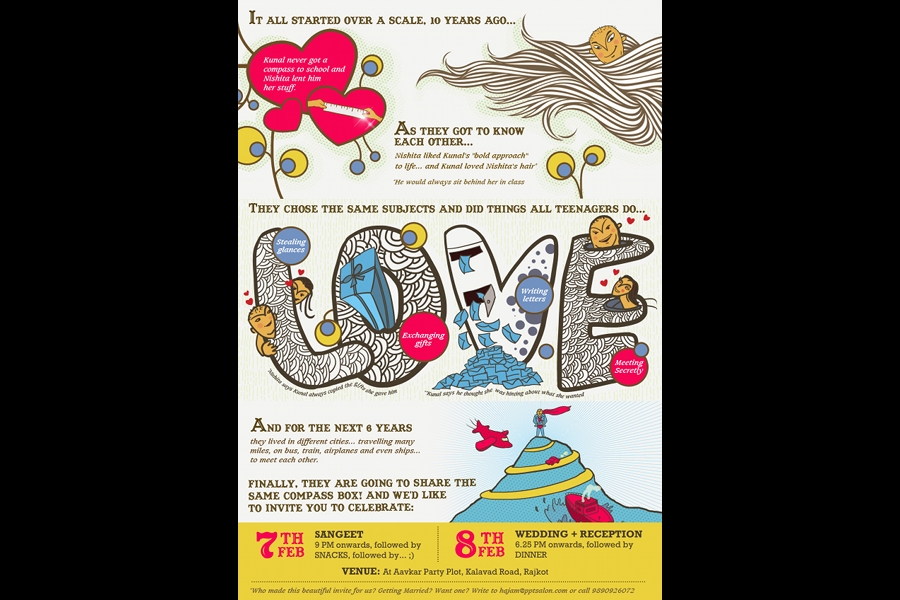 It all started over a scale, 10 years ago...
Kunal never got a
compass to school and
Nishita lent him
her stuff.
As they got to know
each other...
Nishita liked Kunal's "bold approach"
to life... and Kunal loved Nishita's hair*
*He would always sit behind her in class
They chose the same subjects and did things all teenagers do...
LOVE
Stealing
glances
Writing
letters
Exchanging
gifts
Meeting
Secretly
*Nishita says Kunal always copied the gifts she gave him
*Kunal says he thought she was hinting about what she wanted
And for the next 6 years
they lived in different cities... travelling many
miles, on bus, train, airplanes and even ships...
to meet each other.
Finally, they are going to share the
same compass box! And we'd like
to invite you to celebrate:
7TH FEB
SANGEET
9 PM onwards, followed by
SNACKS, followed by... ;)
8TH FEB
WEDDING + RECEPTION
6.25 PM onwards, followed by
DINNER
VENUE: At Aavkar Party Plot, Kalavad Road, Rajkot
*Who made this beautiful invite for us? Getting Married? Want one? Write to hajam@pptsalon.com or call 9890926072